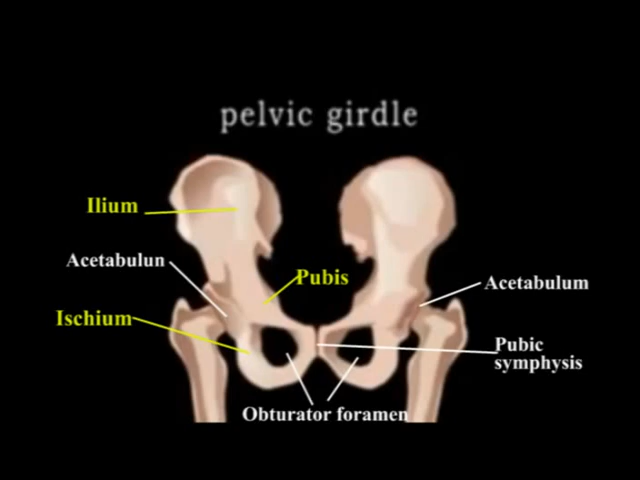 pelvic girdle
Ilium
Acetabulun
Pubis
Acetabulum
Ischium
Pubic
symphysis
Obturator foramen